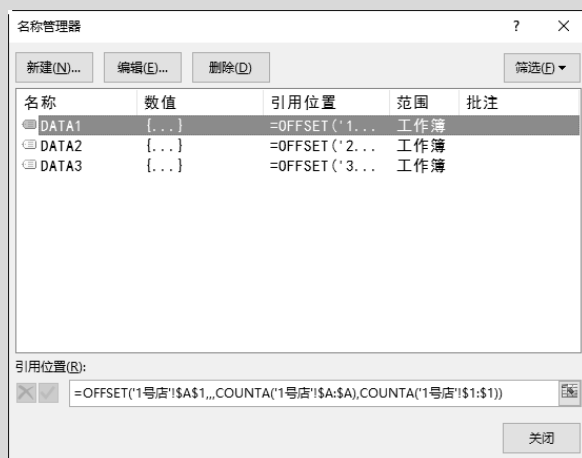 名称管理器 ?
新建(N)... 编辑(E)... 删除(D) 筛选(F)
名称 数值 引用位置 范围 批注
DATA1 {...} =OFFSET('1... 工作簿
DATA2 {...} =OFFSET('2... 工作簿
DATA3 {...} =OFFSET('3... 工作簿
引用位置(R):
=OFFSET('1号店'!$A$1,,,COUNTA('1号店'!$A:$A),COUNTA('1号店'!$1:$1))
关闭